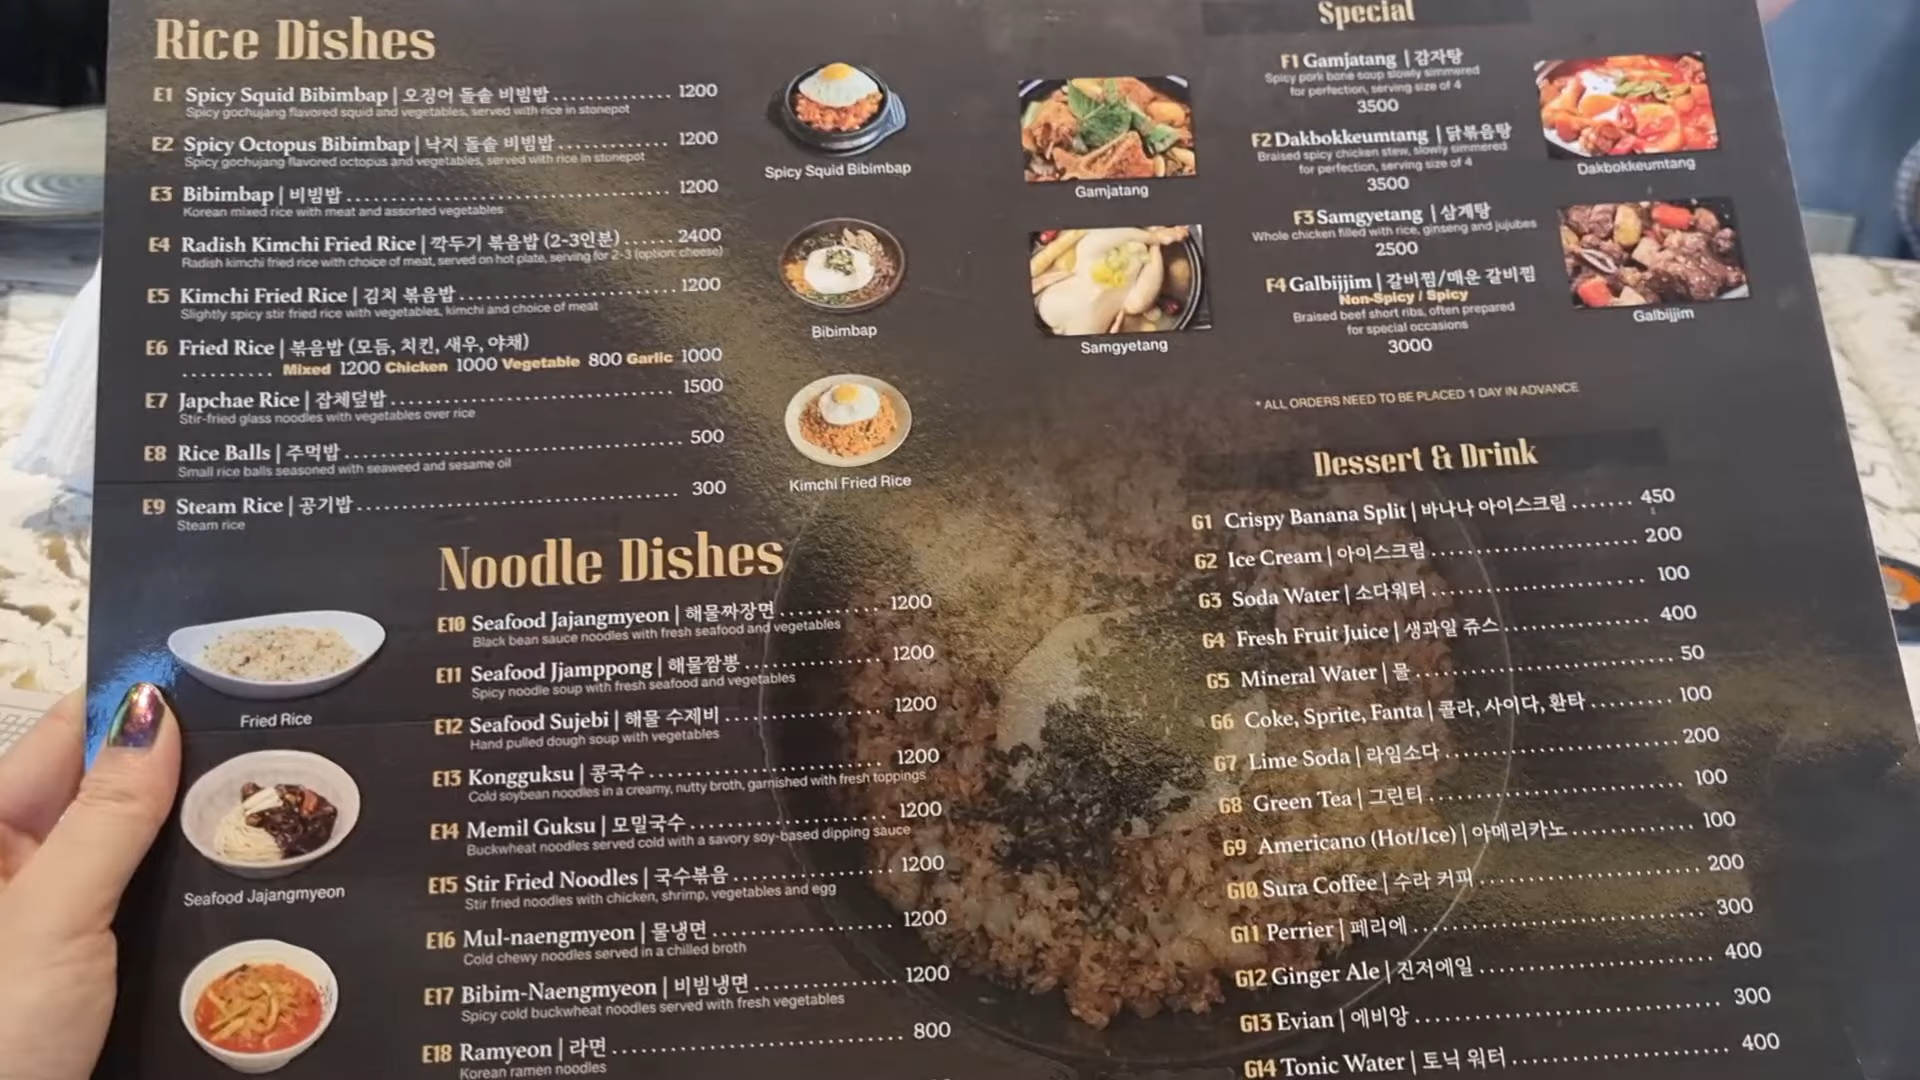 Rice Dishes
E1 Spicy Squid Bibimbap | 오징어 돌솥 비빔밥 ............. 1200
Spicy gochujang flavored squid and vegetables, served with rice in stonepot
E2 Spicy Octopus Bibimbap | 낙지 돌솥 비빔밥 ............. 1200
Spicy gochujang flavored octopus and vegetables, served with rice in stonepot
E3 Bibimbap | 비빔밥 ............. 1200
Korean mixed rice with meat and assorted vegetables
E4 Radish Kimchi Fried Rice | 깍두기 볶음밥 (2-3인분) ...... 2400
Radish kimchi fried rice with choice of meat, served on hot plate, serving for 2-3 (option: cheese)
E5 Kimchi Fried Rice | 김치 볶음밥 ............. 1200
Slightly spicy stir fried rice with vegetables, kimchi and choice of meat
E6 Fried Rice | 볶음밥 (모듬, 치킨, 새우, 야채)
.......... Mixed 1200 Chicken 1000 Vegetable 800 Garlic 1000
E7 Japchae Rice | 잡체덮밥 ............. 1500
Stir-fried glass noodles with vegetables over rice
E8 Rice Balls | 주먹밥 ............. 500
Small rice balls seasoned with seaweed and sesame oil
E9 Steam Rice | 공기밥 ............. 300
Steam rice
Spicy Squid Bibimbap
Bibimbap
Kimchi Fried Rice
Noodle Dishes
E10 Seafood Jajangmyeon | 해물짜장면 ............. 1200
Black bean sauce noodles with fresh seafood and vegetables
E11 Seafood Jjamppong | 해물짬뽕 ............. 1200
Spicy noodle soup with fresh seafood and vegetables
E12 Seafood Sujebi | 해물 수제비 ............. 1200
Hand pulled dough soup with vegetables
E13 Kongguksu | 콩국수 ............. 1200
Cold soybean noodles in a creamy, nutty broth, garnished with fresh toppings
E14 Memil Guksu | 모밀국수 ............. 1200
Buckwheat noodles served cold with a savory soy-based dipping sauce
E15 Stir Fried Noodles | 국수볶음 ............. 1200
Stir fried noodles with chicken, shrimp, vegetables and egg
E16 Mul-naengmyeon | 물냉면 ............. 1200
Cold chewy noodles served in a chilled broth
E17 Bibim-Naengmyeon | 비빔냉면 ............. 1200
Spicy cold buckwheat noodles served with fresh vegetables
E18 Ramyeon | 라면 ............. 800
Korean ramen noodles
Fried Rice
Seafood Jajangmyeon
Special
F1 Gamjatang | 감자탕
Spicy pork bone soup slowly simmered
for perfection, serving size of 4
3500
F2 Dakbokkeumtang | 닭볶음탕
Braised spicy chicken stew, slowly simmered
for perfection, serving size of 4
3500
F3 Samgyetang | 삼게탕
Whole chicken filled with rice, ginseng and jujubes
2500
F4 Galbijjim | 갈비찜/매운 갈비찜
Non-Spicy / Spicy
Braised beef short ribs, often prepared
for special occasions
3000
* ALL ORDERS NEED TO BE PLACED 1 DAY IN ADVANCE
Gamjatang
Samgyetang
Dakbokkeumtang
Galbijjim
Dessert & Drink
G1 Crispy Banana Split | 바나나 아이스크림 ....... 450
G2 Ice Cream | 아이스크림 ............. 200
G3 Soda Water | 소다워터 ............. 100
G4 Fresh Fruit Juice | 생과일 쥬스 ............. 400
G5 Mineral Water | 물 ............. 50
G6 Coke, Sprite, Fanta | 콜라, 사이다, 환타 ......... 100
G7 Lime Soda | 라임소다 ............. 200
G8 Green Tea | 그린티 ............. 100
G9 Americano (Hot/Ice) | 아메리카노 ............. 100
G10 Sura Coffee | 수라 커피 ............. 200
G11 Perrier | 페리에 ............. 300
G12 Ginger Ale | 진저에일 ............. 400
G13 Evian | 에비앙 ............. 300
G14 Tonic Water | 토닉 워터 ............. 400